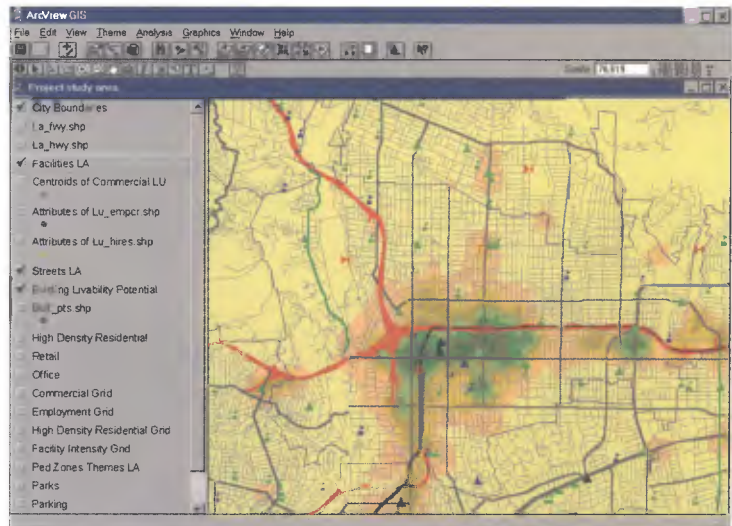 ArcView GIS
File Edit View Theme Analysis Graphics Window Help
Scale
Project study area
City Boundaries
La_fwy.shp
La_hwy.shp
Facilities LA
Centroids of Commercial LU
Attributes of Lu_empcr.shp
Attributes of Lu_hires.shp
Streets LA
Livability Potential
_pts.shp
High Density Residential
Retail
Office
Commercial Grid
Employment Grid
High Density Residential Grid
Facility Intensity Grid
Ped Zones Themes LA
Parks
Parking